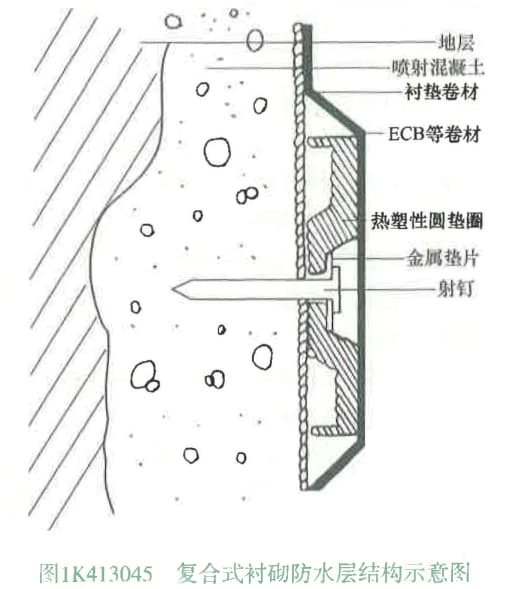 地层
喷射混凝土
衬垫卷材
ECB等卷材
热塑性圆垫圈
金属垫片
射钉
图1K413045 复合式衬砌防水层结构示意图